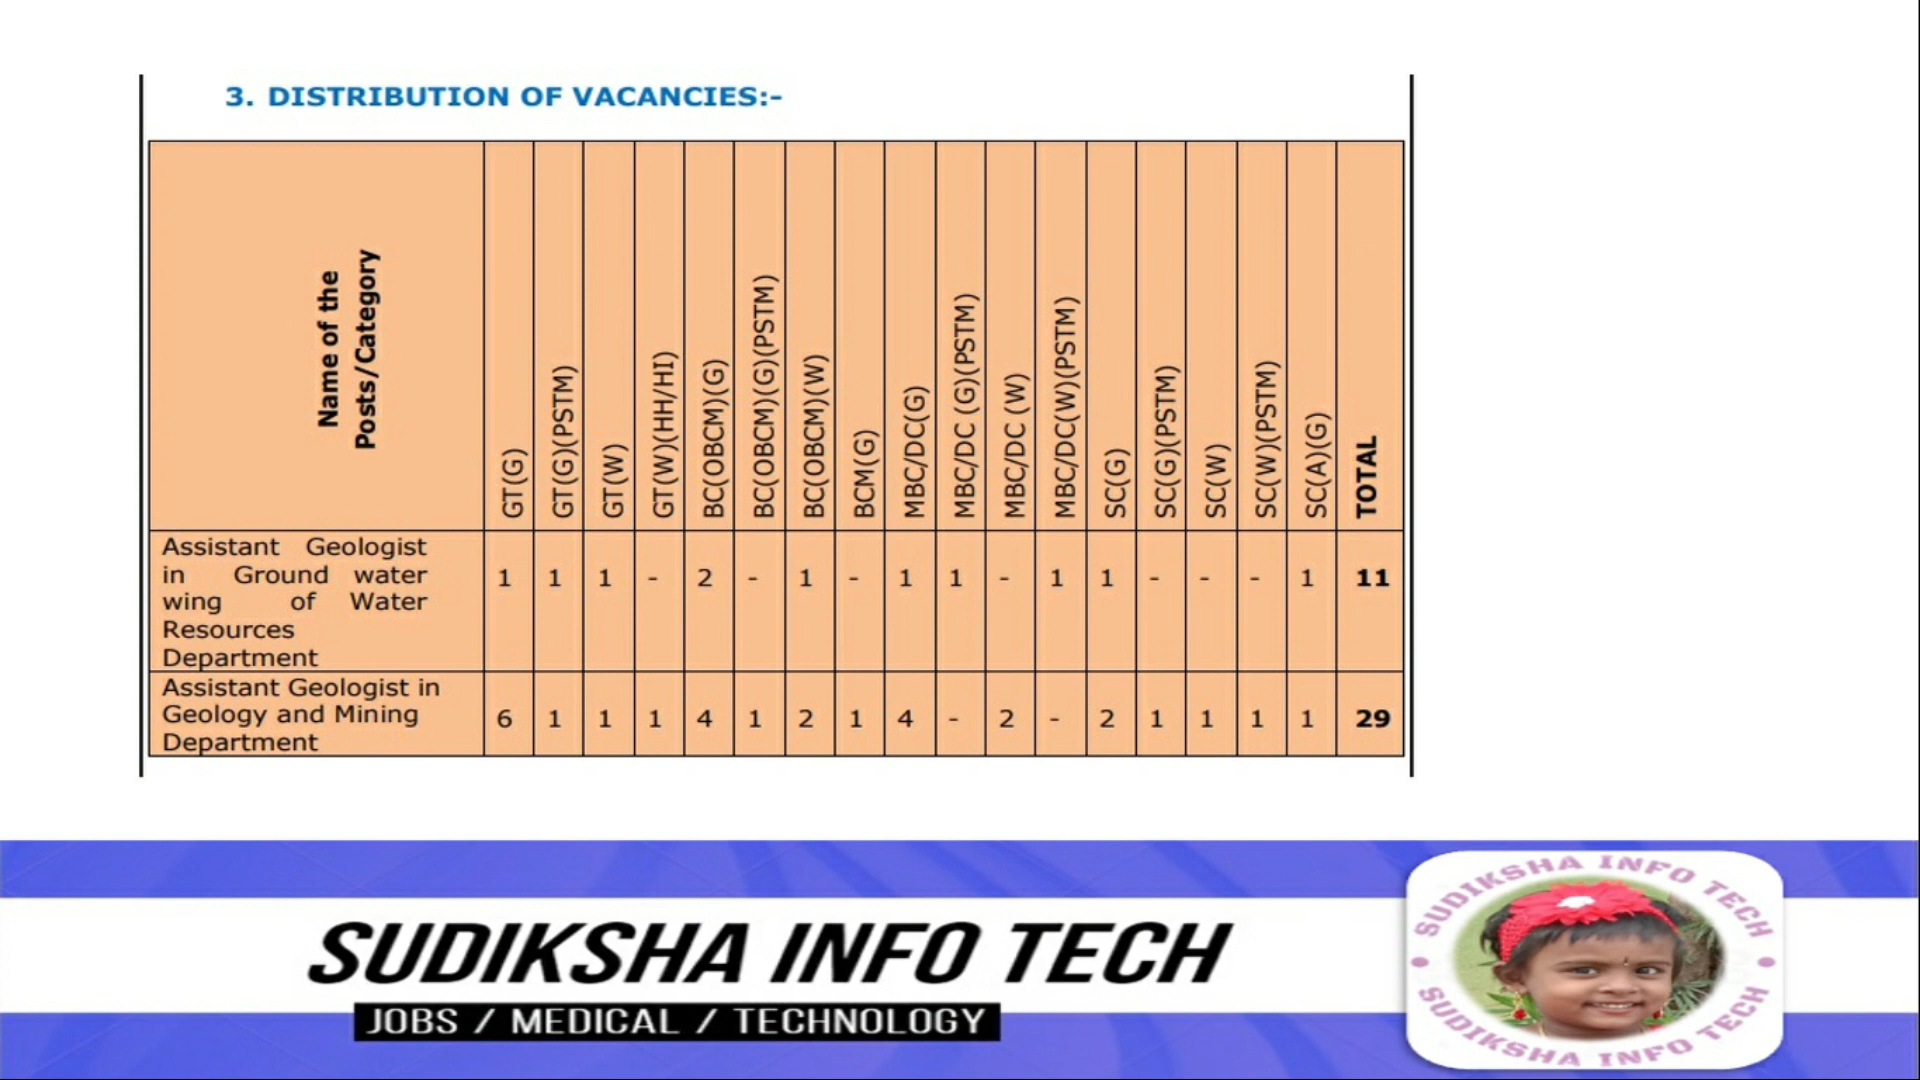 3. DISTRIBUTION OF VACANCIES:-
Name of the
Posts/Category
GT(G)
GT(G)(PSTM)
GT(W)
GT(W)(HH/HI)
BC(OBCM)(G)
BC(OBCM)(G)(PSTM)
BC(OBCM)(W)
BCM(G)
MBC/DC(G)
MBC/DC (G)(PSTM)
MBC/DC (W)
MBC/DC(W)(PSTM)
SC(G)
SC(G)(PSTM)
SC(W)
SC(W)(PSTM)
SC(A)(G)
TOTAL
Assistant Geologist
in Ground water
wing of Water
Resources
Department
1 1 1 - 2 - 1 - 1 1 - 1 1 - - - 1 11
Assistant Geologist in
Geology and Mining
Department
6 1 1 1 4 1 2 1 4 - 2 - 2 1 1 1 1 29
SUDIKSHA INFO TECH
JOBS / MEDICAL / TECHNOLOGY
SUDIKSHA INFO TECH
SUDIKSHA INFO TECH